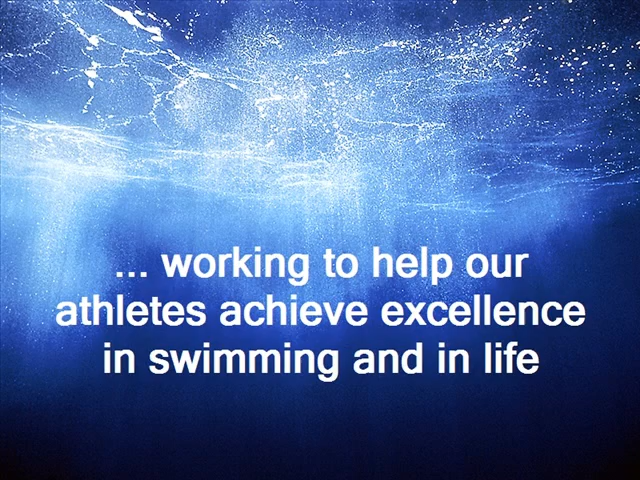 ... working to help our
athletes achieve excellence
in swimming and in life